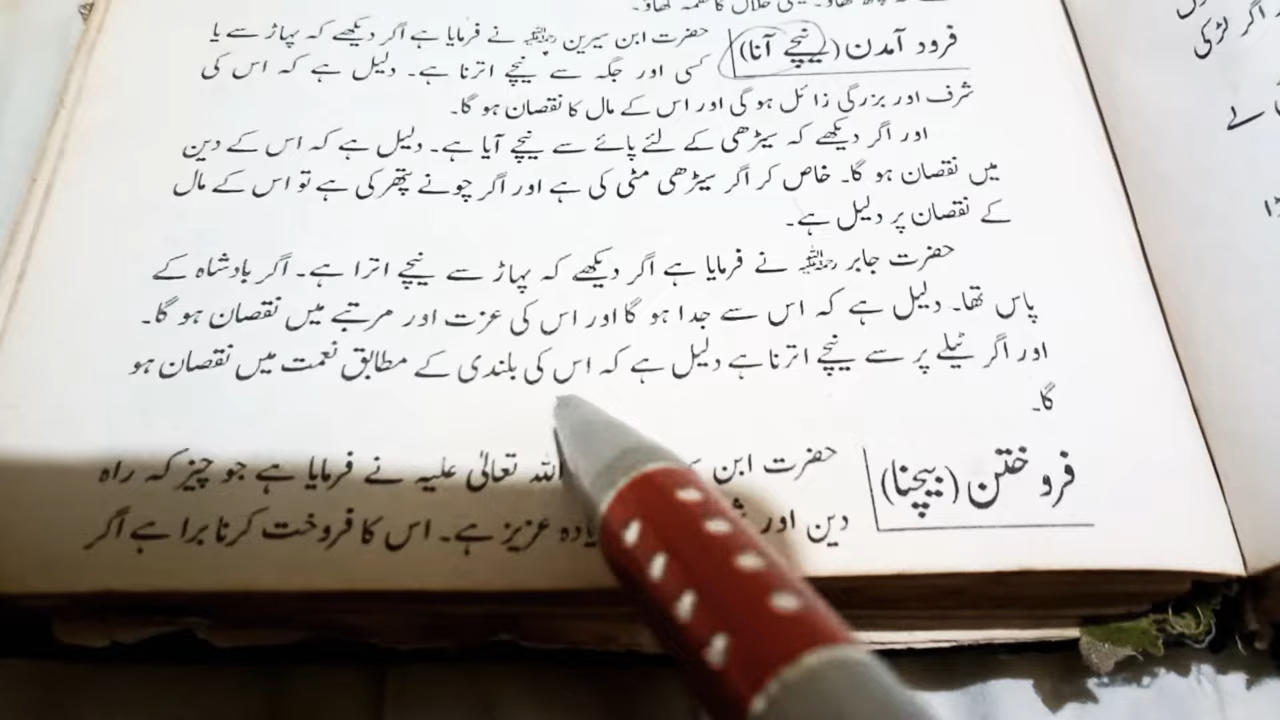 فرود آمدن (نیچے آنا) حضرت ابن سیرین رحمۃ اللہ علیہ نے فرمایا ہے اگر دیکھے کہ پہاڑ سے یا
کسی اور جگہ سے نیچے اترنا ہے۔ دلیل ہے کہ اس کی
شرف اور بزرگی زائل ہو گی اور اس کے مال کا نقصان ہو گا۔
اور اگر دیکھے کہ سیڑھی کے لئے پائے سے نیچے آیا ہے۔ دلیل ہے کہ اس کے دین
میں نقصان ہو گا۔ خاص کر اگر سیڑھی مٹی کی ہے اور اگر چونے پتھر کی ہے تو اس کے مال
کے نقصان پر دلیل ہے۔
حضرت جابر رحمۃ اللہ علیہ نے فرمایا ہے اگر دیکھے کہ پہاڑ سے نیچے اترا ہے۔ اگر بادشاہ کے
پاس تھا۔ دلیل ہے کہ اس سے جدا ہو گا اور اس کی عزت اور مرتبے میں نقصان ہو گا۔
اور اگر ٹیلے پر سے نیچے اترنا ہے دلیل ہے کہ اس کی بلندی کے مطابق نعمت میں نقصان ہو
گا۔
فروختن (بیچنا) حضرت ابن اللہ تعالیٰ علیہ نے فرمایا ہے جو چیز کہ راہ
دین اور عزیز ہے۔ اس کا فروخت کرنا برا ہے اگر
اگر لڑکی